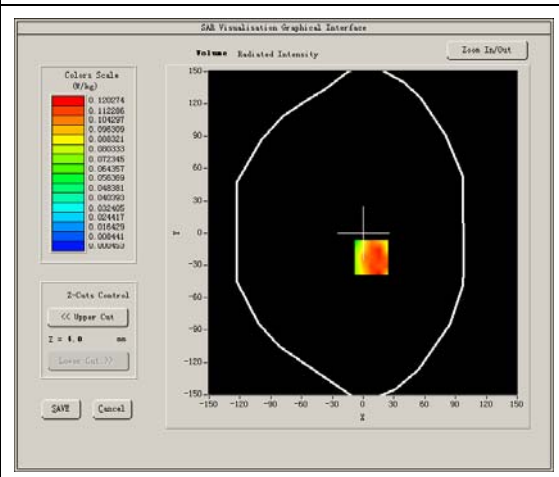 SAR Visualisation Graphical Interface
Volume Radiated Intensity
Zoom In/Out
Colors Scale
(W/kg)
0.120274
0.112286
0.104297
0.096309
0.088321
0.080333
0.072345
0.064357
0.056369
0.048381
0.040393
0.032405
0.024417
0.016429
0.008441
0.000453
150
120
90
60
30
0
-30
-60
-90
-120
-150
Y
-150 -120 -90 -60 -30 0 30 60 90 120 150
X
Z-Cuts Control
<< Upper Cut
Z = 4.0 mm
Lower Cut >>
SAVE Cancel